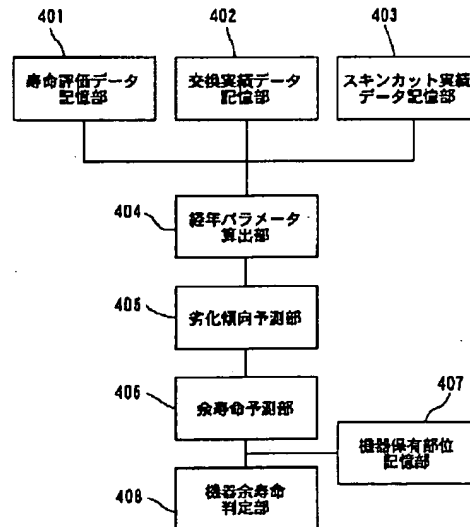 401
402
403
寿命評価データ
記憶部
交換実績データ
記憶部
スキンカット実績
データ記憶部
404
経年パラメータ
算出部
405
劣化傾向予測部
406
余寿命予測部
407
機器保有部位
記憶部
408
機器余寿命
判定部